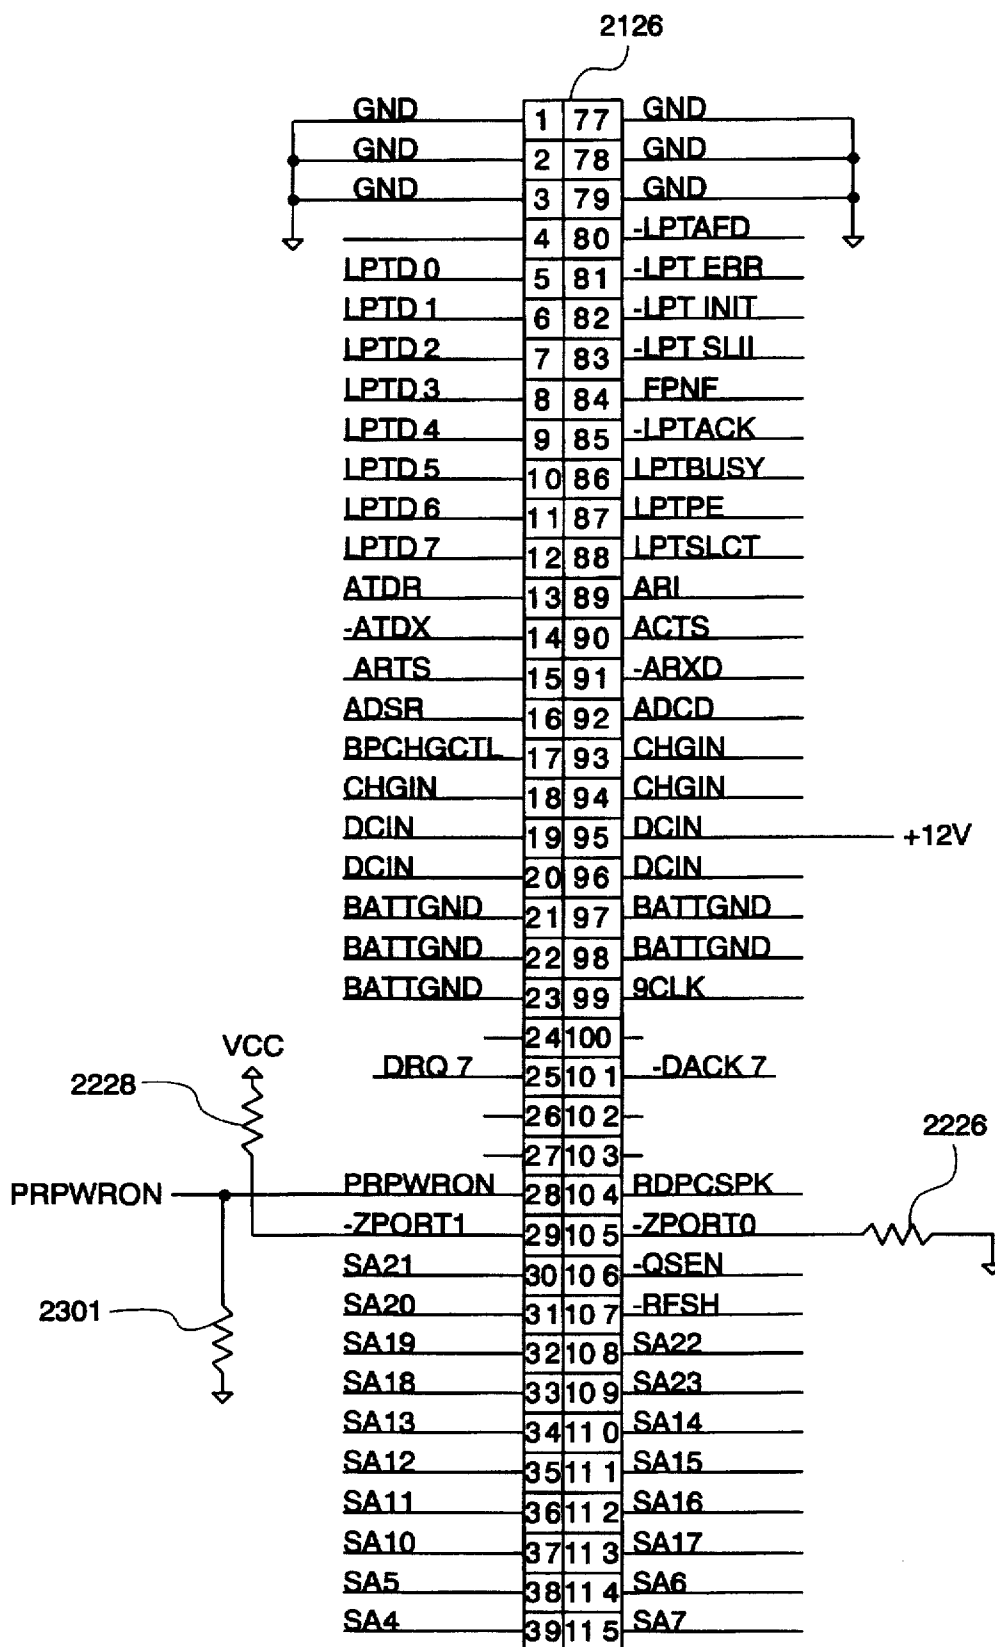 2126
GND 1 77 GND
GND 2 78 GND
GND 3 79 GND
4 80 -LPTAFD
LPTD 0 5 81 -LPT ERR
LPTD 1 6 82 -LPT INIT
LPTD 2 7 83 -LPT SLII
LPTD 3 8 84 FPNF
LPTD 4 9 85 -LPTACK
LPTD 5 10 86 LPTBUSY
LPTD 6 11 87 LPTPE
LPTD 7 12 88 LPTSLCT
ATDR 13 89 ARI
-ATDX 14 90 ACTS
ARTS 15 91 -ARXD
ADSR 16 92 ADCD
BPCHGCTL 17 93 CHGIN
CHGIN 18 94 CHGIN
DCIN 19 95 DCIN +12V
DCIN 20 96 DCIN
BATTGND 21 97 BATTGND
BATTGND 22 98 BATTGND
BATTGND 23 99 9CLK
24 100
VCC
DRQ 7 25 101 -DACK 7
2228
26 102
2226
27 103
PRPWRON PRPWRON 28 104 RDPCSPK
-ZPORT1 29 105 -ZPORT0
SA21 30 106 -QSEN
2301
SA20 31 107 -RFSH
SA19 32 108 SA22
SA18 33 109 SA23
SA13 34 110 SA14
SA12 35 111 SA15
SA11 36 112 SA16
SA10 37 113 SA17
SA5 38 114 SA6
SA4 39 115 SA7